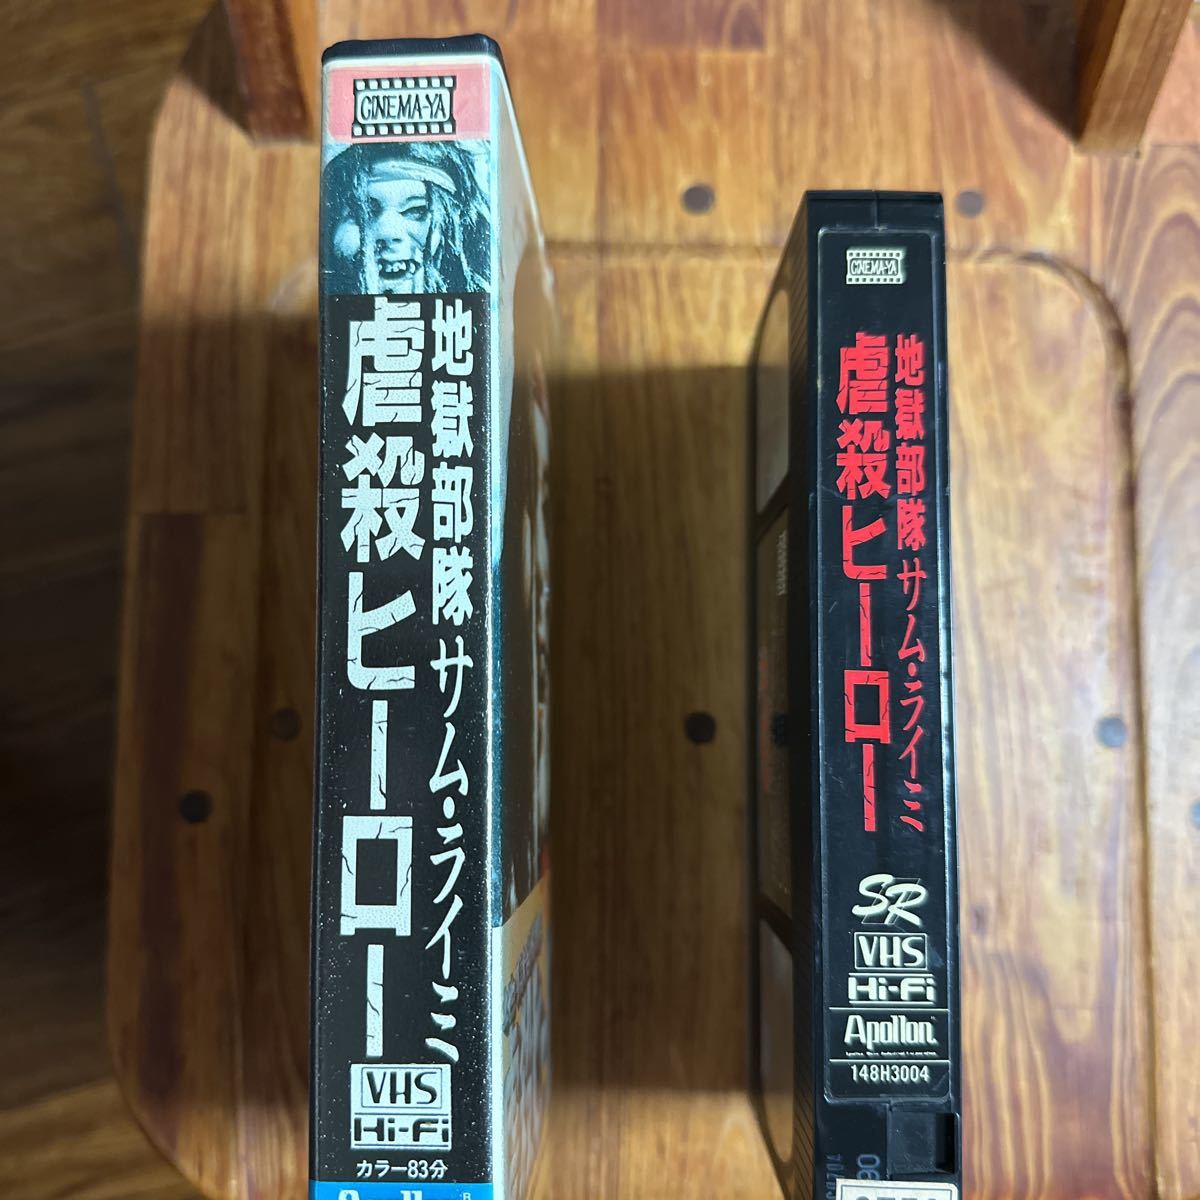 CINEMA-YA
地獄部隊サム・ライミ
虐殺ヒーロー
VHS
Hi-Fi
カラー83分
Apollon
CINEMA-YA
地獄部隊サム・ライミ
虐殺ヒーロー
SR
VHS
Hi-Fi
Apollon
148H3004